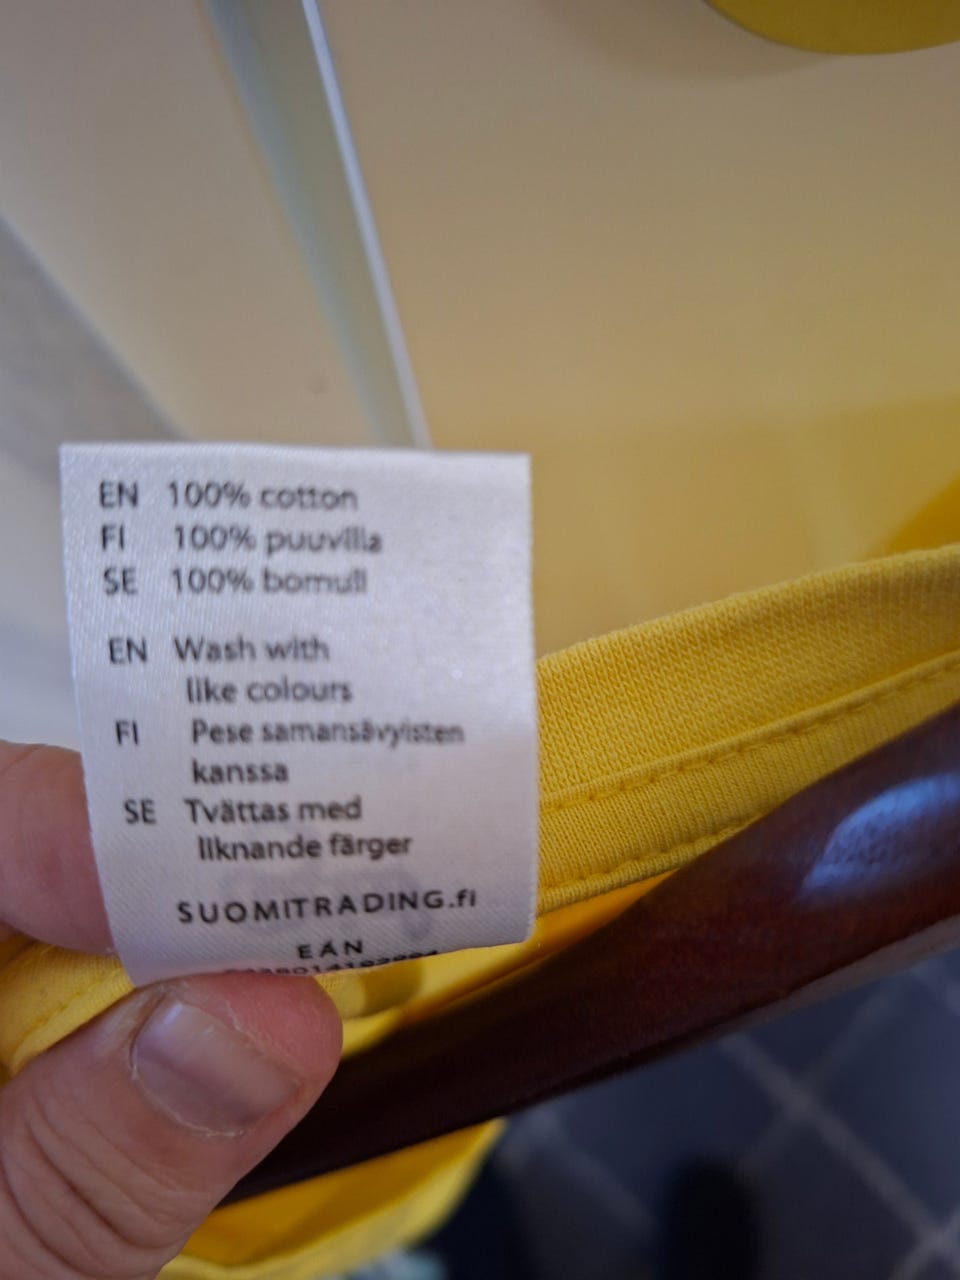 EN 100% cotton
FI 100% puuvilla
SE 100% bomull
EN Wash with
like colours
FI Pese samansävyisten
kanssa
SE Tvättas med
liknande färger
SUOMITRADING.fi
EAN